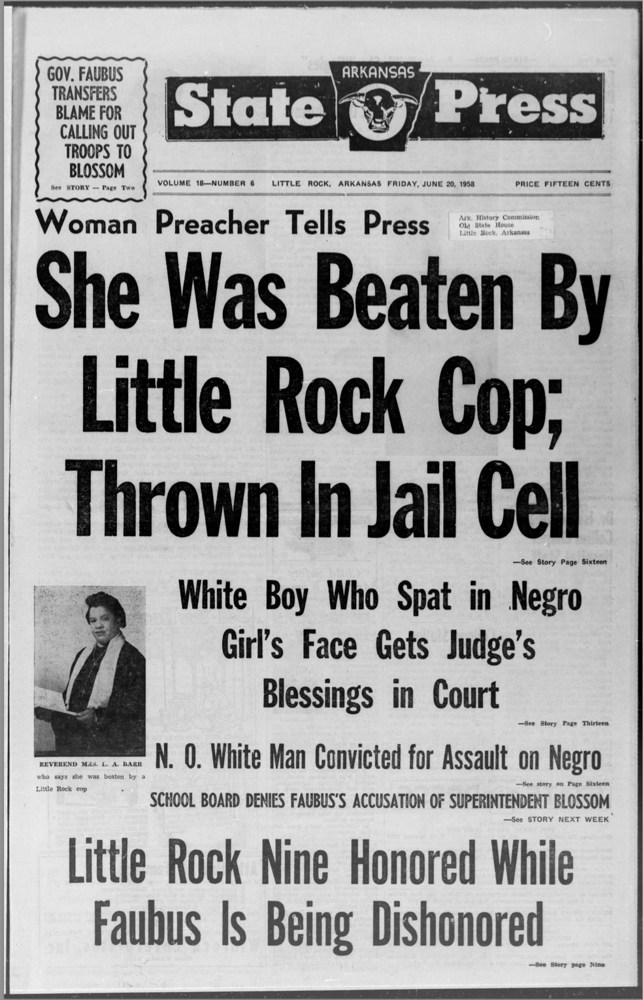 GOV. FAUBUS
TRANSFERS
BLAME FOR
CALLING OUT
TROOPS TO
BLOSSOM
See STORY — Page Two
ARKANSAS
State Press
VOLUME 18—NUMBER 6 LITTLE ROCK, ARKANSAS FRIDAY, JUNE 20, 1958 PRICE FIFTEEN CENTS
Woman Preacher Tells Press
Ark. History Commission
Old State House
Little Rock, Arkansas
She Was Beaten By
Little Rock Cop;
Thrown In Jail Cell
—See Story Page Sixteen
White Boy Who Spat in Negro
Girl's Face Gets Judge's
Blessings in Court
—See Story Page Thirteen
REVEREND MRS. L. A. BARR
who says she was beaten by a
Little Rock cop
N. O. White Man Convicted for Assault on Negro
—See story on Page Sixteen
SCHOOL BOARD DENIES FAUBUS'S ACCUSATION OF SUPERINTENDENT BLOSSOM
—See STORY NEXT WEEK
Little Rock Nine Honored While
Faubus Is Being Dishonored
—See Story page Nine